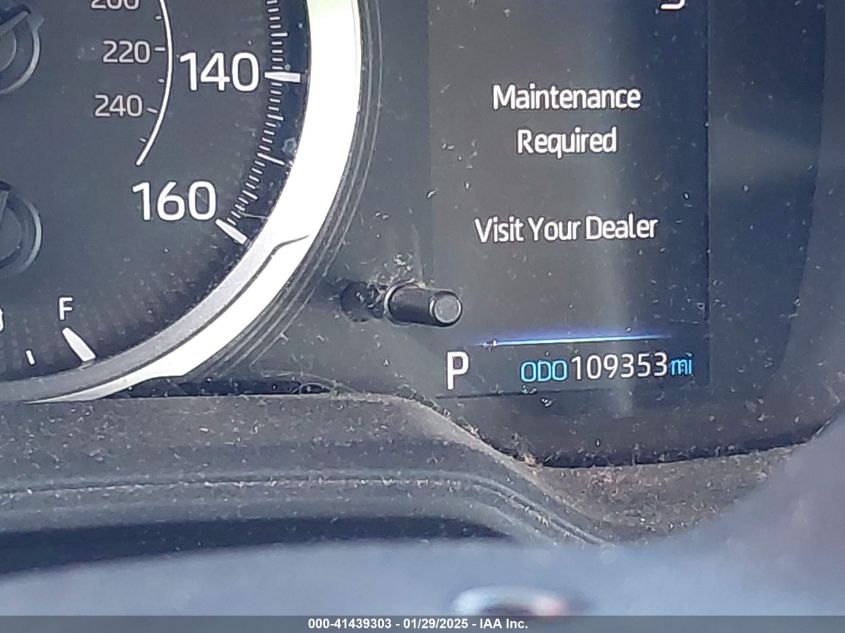 220
140
240
160
F
Maintenance
Required
Visit Your Dealer
P ODO 109353 mi
000-41439303 - 01/29/2025 - IAA Inc.